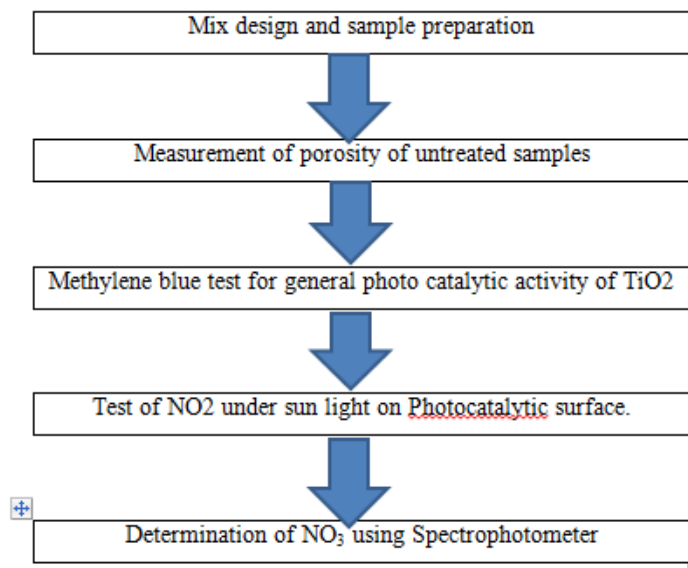 Mix design and sample preparation
Measurement of porosity of untreated samples
Methylene blue test for general photo catalytic activity of TiO2
Test of NO2 under sun light on Photocatalytic surface.
Determination of NO₃ using Spectrophotometer